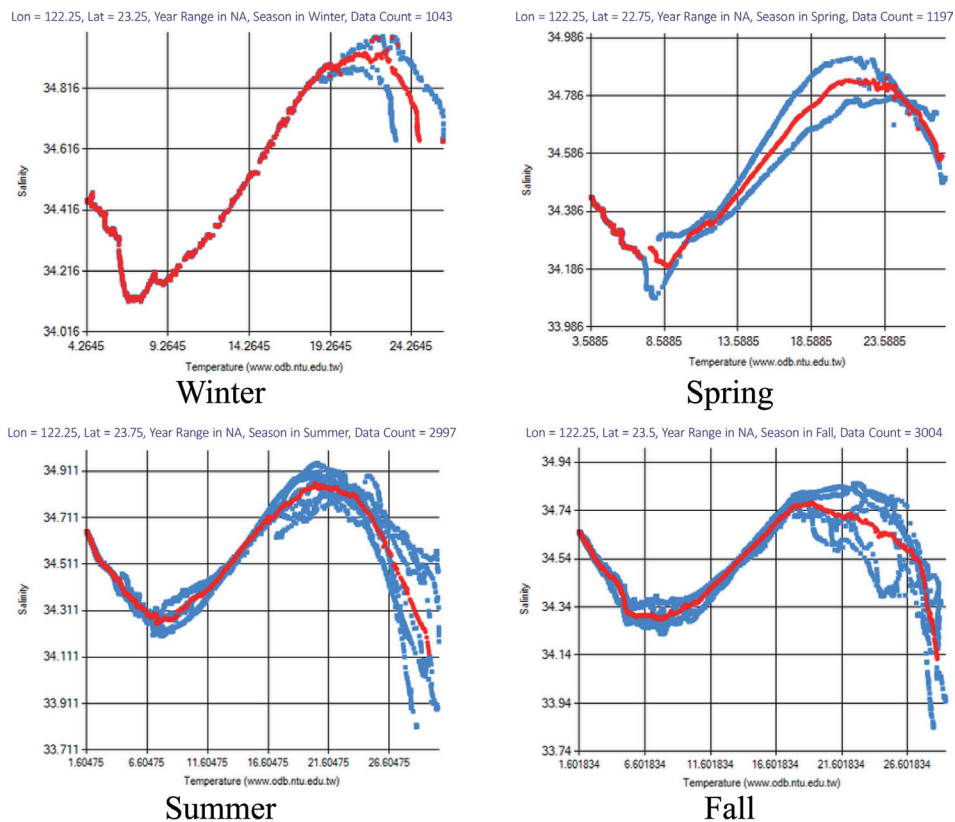 Lon = 122.25, Lat = 23.25, Year Range in NA, Season in Winter, Data Count = 1043
34.816
34.616
34.416
34.216
34.016
Salinity
4.2645
9.2645
14.2645
19.2645
24.2645
Temperature (www.odb.ntu.edu.tw)
Winter
Lon = 122.25, Lat = 22.75, Year Range in NA, Season in Spring, Data Count = 1197
34.986
34.786
34.586
34.386
34.186
33.986
Salinity
3.5885
8.5885
13.5885
18.5885
23.5885
Temperature (www.odb.ntu.edu.tw)
Spring
Lon = 122.25, Lat = 23.75, Year Range in NA, Season in Summer, Data Count = 2997
34.911
34.711
34.511
34.311
34.111
33.911
33.711
Salinity
1.60475
6.60475
11.60475
16.60475
21.60475
26.60475
Temperature (www.odb.ntu.edu.tw)
Summer
Lon = 122.25, Lat = 23.5, Year Range in NA, Season in Fall, Data Count = 3004
34.94
34.74
34.54
34.34
34.14
33.94
33.74
Salinity
1.601834
6.601834
11.601834
16.601834
21.601834
26.601834
Temperature (www.odb.ntu.edu.tw)
Fall